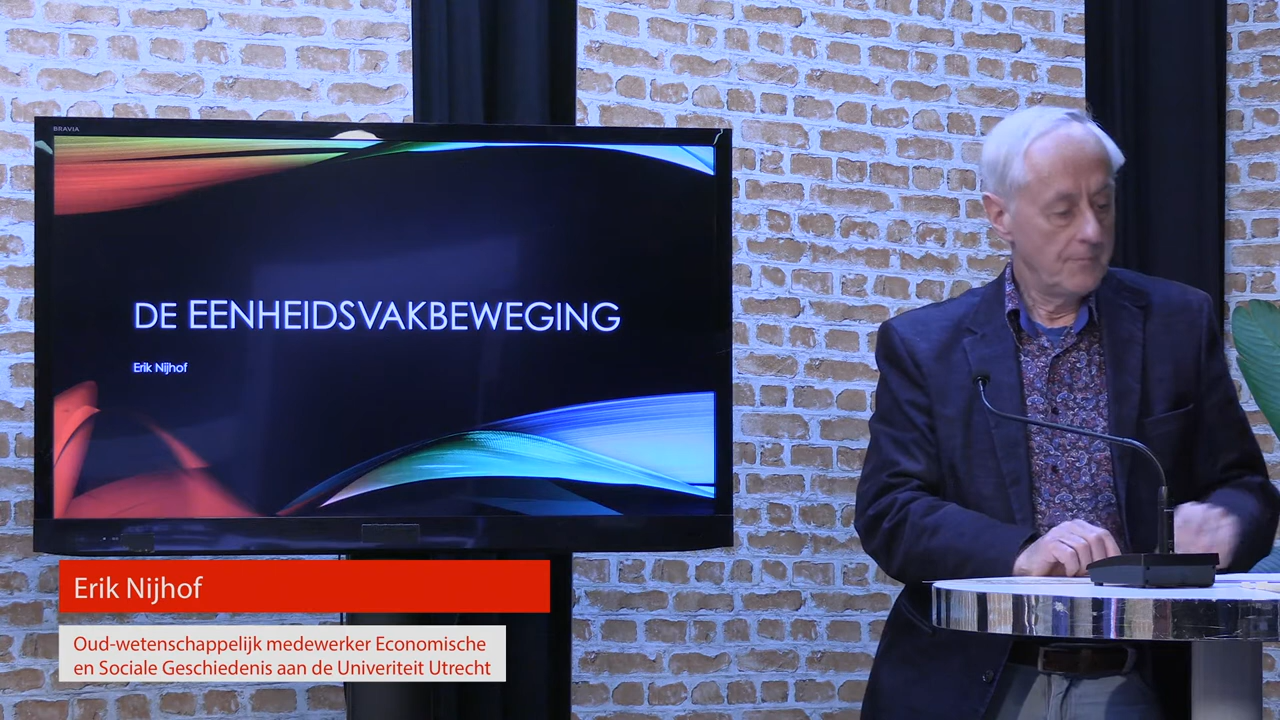 BRAVIA
DE EENHEIDSVAKBEWEGING
Erik Nijhof
Erik Nijhof
Oud-wetenschappelijk medewerker Economische
en Sociale Geschiedenis aan de Univeriteit Utrecht